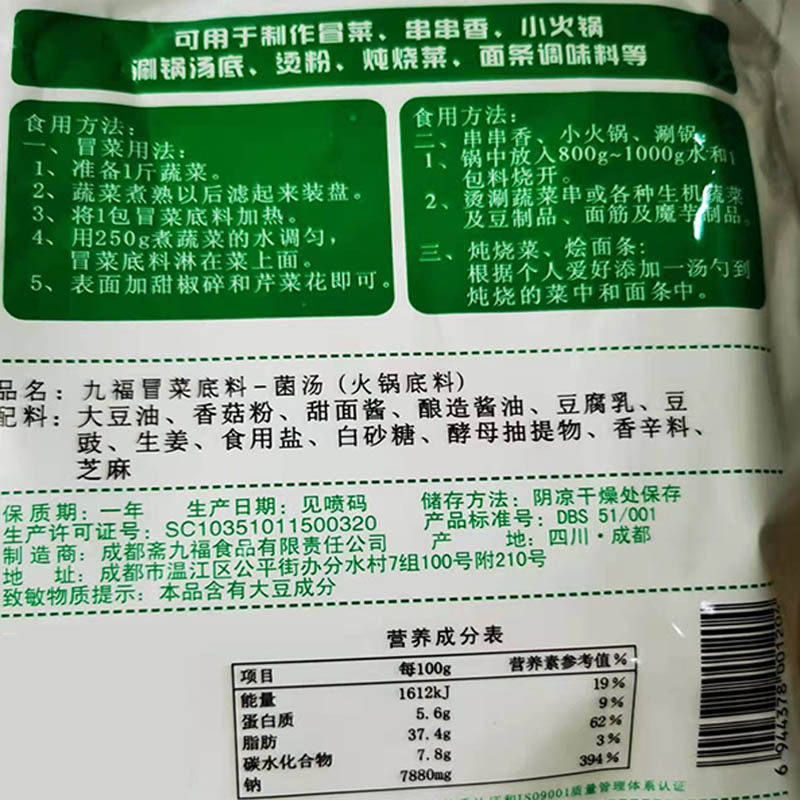 可用于制作冒菜、串串香、小火锅
涮锅汤底、烫粉、炖烧菜、面条调味料等
食用方法：
一、冒菜用法：
1、准备1斤蔬菜。
2、蔬菜煮熟以后滤起来装盘。
3、将1包冒菜底料加热。
4、用250g煮蔬菜的水调匀，
冒菜底料淋在菜上面。
5、表面加甜椒碎和芹菜花即可。
食用方法：
二、串串香、小火锅、涮锅
1、锅中放入800g~1000g水和1
包料烧开。
2、烫涮蔬菜串或各种生机蔬菜
及豆制品、面筋及魔芋制品。
三、炖烧菜、烩面条：
根据个人爱好添加一汤勺到
炖烧的菜中和面条中。
品名：九福冒菜底料-菌汤（火锅底料）
配料：大豆油、香菇粉、甜面酱、酿造酱油、豆腐乳、豆
豉、生姜、食用盐、白砂糖、酵母抽提物、香辛料、
芝麻
保质期：一年 生产日期：见喷码 储存方法：阴凉干燥处保存
生产许可证号：SC10351011500320 产品标准号：DBS 51/001
制造商：成都斋九福食品有限责任公司 产地：四川·成都
地址：成都市温江区公平街办分水村7组100号附210号
致敏物质提示：本品含有大豆成分
营养成分表
项目 每100g 营养素参考值%
能量 1612kJ 19%
蛋白质 5.6g 9%
脂肪 37.4g 62%
碳水化合物 7.8g 3%
钠 7880mg 394%
和ISO9001质量管理体系认证